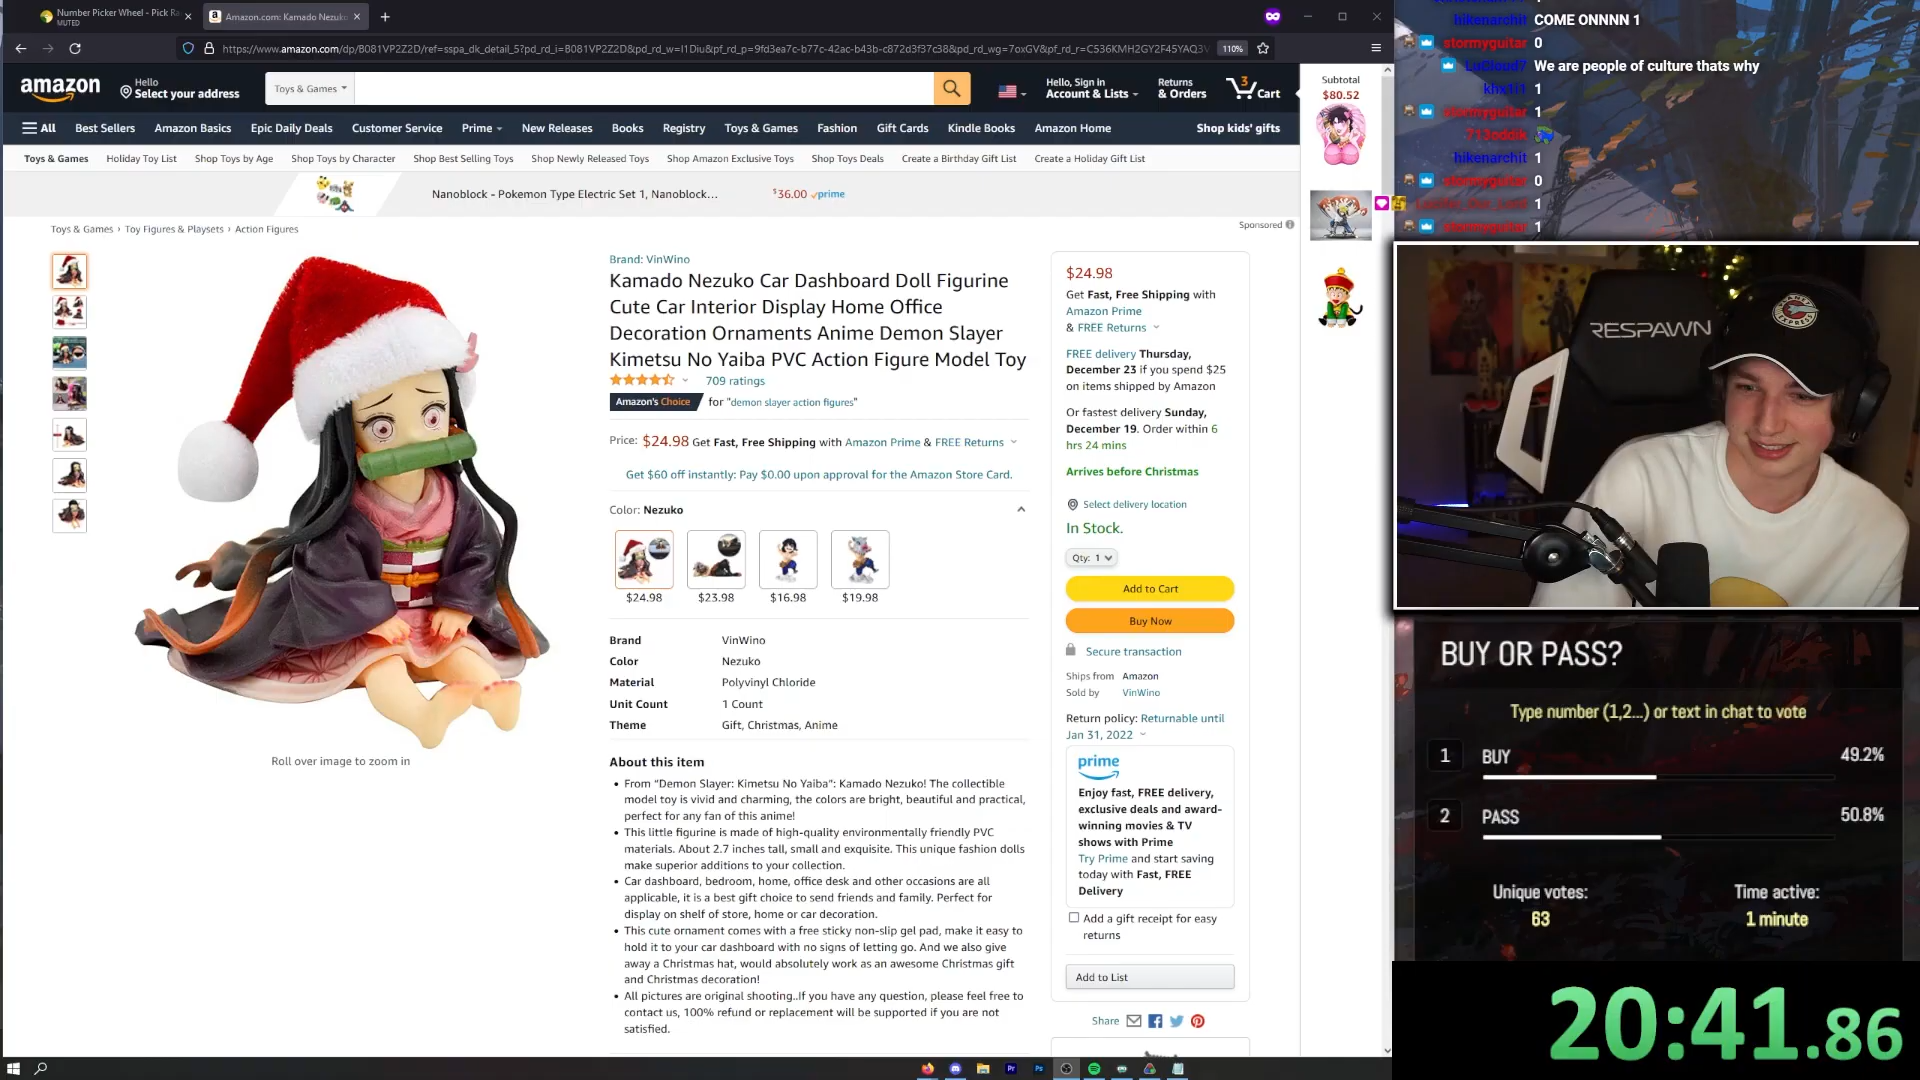 Number Picker Wheel - Pick Ra
MUTED
Amazon.com: Kamado Nezuko
110%
amazon
Hello
Select your address
Toys & Games
Hello, Sign in
Account & Lists
Returns
& Orders
3
Cart
All
Best Sellers
Amazon Basics
Epic Daily Deals
Customer Service
Prime
New Releases
Books
Registry
Toys & Games
Fashion
Gift Cards
Kindle Books
Amazon Home
Shop kids' gifts
Toys & Games
Holiday Toy List
Shop Toys by Age
Shop Toys by Character
Shop Best Selling Toys
Shop Newly Released Toys
Shop Amazon Exclusive Toys
Shop Toys Deals
Create a Birthday Gift List
Create a Holiday Gift List
Nanoblock - Pokemon Type Electric Set 1, Nanoblock...
$36.00 prime
Sponsored
Toys & Games › Toy Figures & Playsets › Action Figures
Roll over image to zoom in
Brand: VinWino
Kamado Nezuko Car Dashboard Doll Figurine
Cute Car Interior Display Home Office
Decoration Ornaments Anime Demon Slayer
Kimetsu No Yaiba PVC Action Figure Model Toy
709 ratings
Amazon's Choice for "demon slayer action figures"
Price: $24.98 Get Fast, Free Shipping with Amazon Prime & FREE Returns
Get $60 off instantly: Pay $0.00 upon approval for the Amazon Store Card.
Color: Nezuko
$24.98 $23.98 $16.98 $19.98
Brand VinWino
Color Nezuko
Material Polyvinyl Chloride
Unit Count 1 Count
Theme Gift, Christmas, Anime
About this item
• From "Demon Slayer: Kimetsu No Yaiba": Kamado Nezuko! The collectible
model toy is vivid and charming, the colors are bright, beautiful and practical,
perfect for any fan of this anime!
• This little figurine is made of high-quality environmentally friendly PVC
materials. About 2.7 inches tall, small and exquisite. This unique fashion dolls
make superior additions to your collection.
• Car dashboard, bedroom, home, office desk and other occasions are all
applicable, it is a best gift choice to send friends and family. Perfect for
display on shelf of store, home or car decoration.
• This cute ornament comes with a free sticky non-slip gel pad, make it easy to
hold it to your car dashboard with no signs of letting go. And we also give
away a Christmas hat, would absolutely work as an awesome Christmas gift
and Christmas decoration!
• All pictures are original shooting..If you have any question, please feel free to
contact us, 100% refund or replacement will be supported if you are not
satisfied.
$24.98
Get Fast, Free Shipping with
Amazon Prime
& FREE Returns
FREE delivery Thursday,
December 23 if you spend $25
on items shipped by Amazon
Or fastest delivery Sunday,
December 19. Order within 6
hrs 24 mins
Arrives before Christmas
Select delivery location
In Stock.
Qty: 1
Add to Cart
Buy Now
Secure transaction
Ships from Amazon
Sold by VinWino
Return policy: Returnable until
Jan 31, 2022
prime
Enjoy fast, FREE delivery,
exclusive deals and award-
winning movies & TV
shows with Prime
Try Prime and start saving
today with Fast, FREE
Delivery
Add a gift receipt for easy
returns
Add to List
Share
Subtotal
$80.52
hikenarchit COME ONNNN 1
stormyguitar 0
We are people of culture thats why
1
stormyguitar 1
hikenarchit 1
stormyguitar 0
1
stormyguitar 1
RESPAWN
EXPRESS
BUY OR PASS?
Type number (1,2...) or text in chat to vote
1 BUY 49.2%
2 PASS 50.8%
Unique votes:
63
Time active:
1 minute
20:41.86